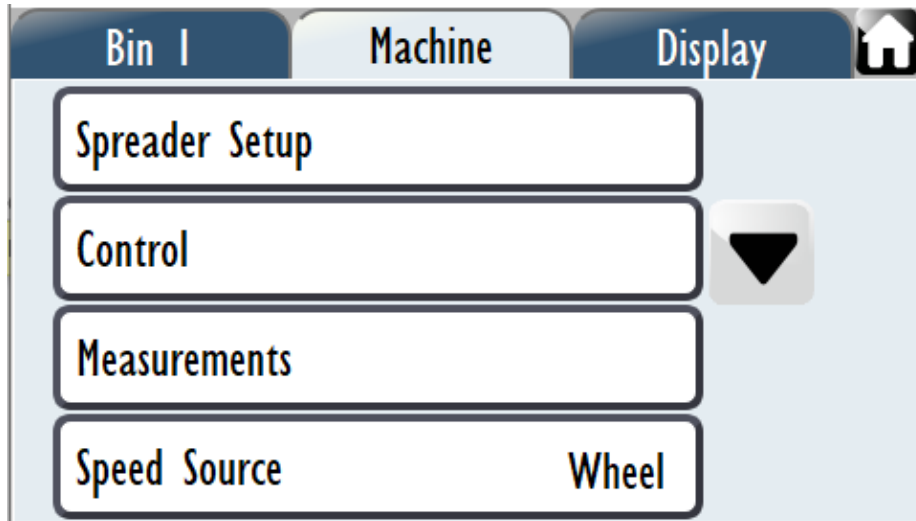 Bin 1 Machine Display
Spreader Setup
Control
Measurements
Speed Source Wheel